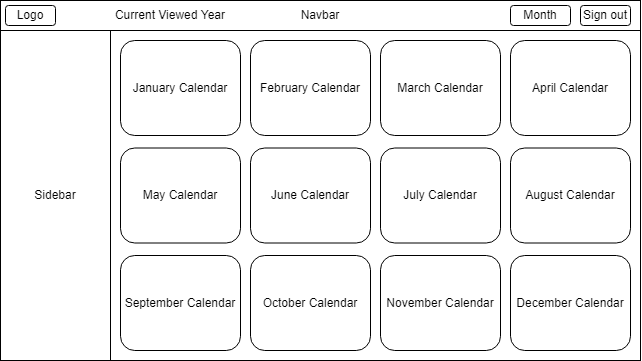 Logo
Current Viewed Year
Navbar
Month
Sign out
Sidebar
January Calendar
February Calendar
March Calendar
April Calendar
May Calendar
June Calendar
July Calendar
August Calendar
September Calendar
October Calendar
November Calendar
December Calendar